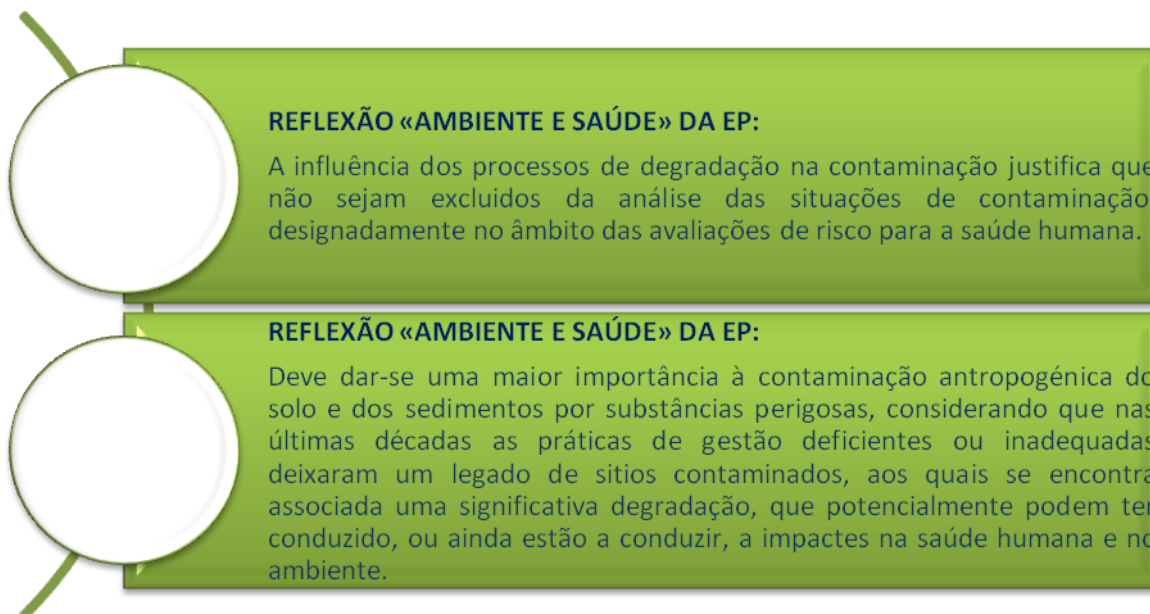 REFLEXÃO «AMBIENTE E SAÚDE» DA EP:
A influência dos processos de degradação na contaminação justifica que
não sejam excluidos da análise das situações de contaminação,
designadamente no âmbito das avaliações de risco para a saúde humana.
REFLEXÃO «AMBIENTE E SAÚDE» DA EP:
Deve dar-se uma maior importância à contaminação antropogénica do
solo e dos sedimentos por substâncias perigosas, considerando que nas
últimas décadas as práticas de gestão deficientes ou inadequadas
deixaram um legado de sitios contaminados, aos quais se encontra
associada uma significativa degradação, que potencialmente podem ter
conduzido, ou ainda estão a conduzir, a impactes na saúde humana e no
ambiente.